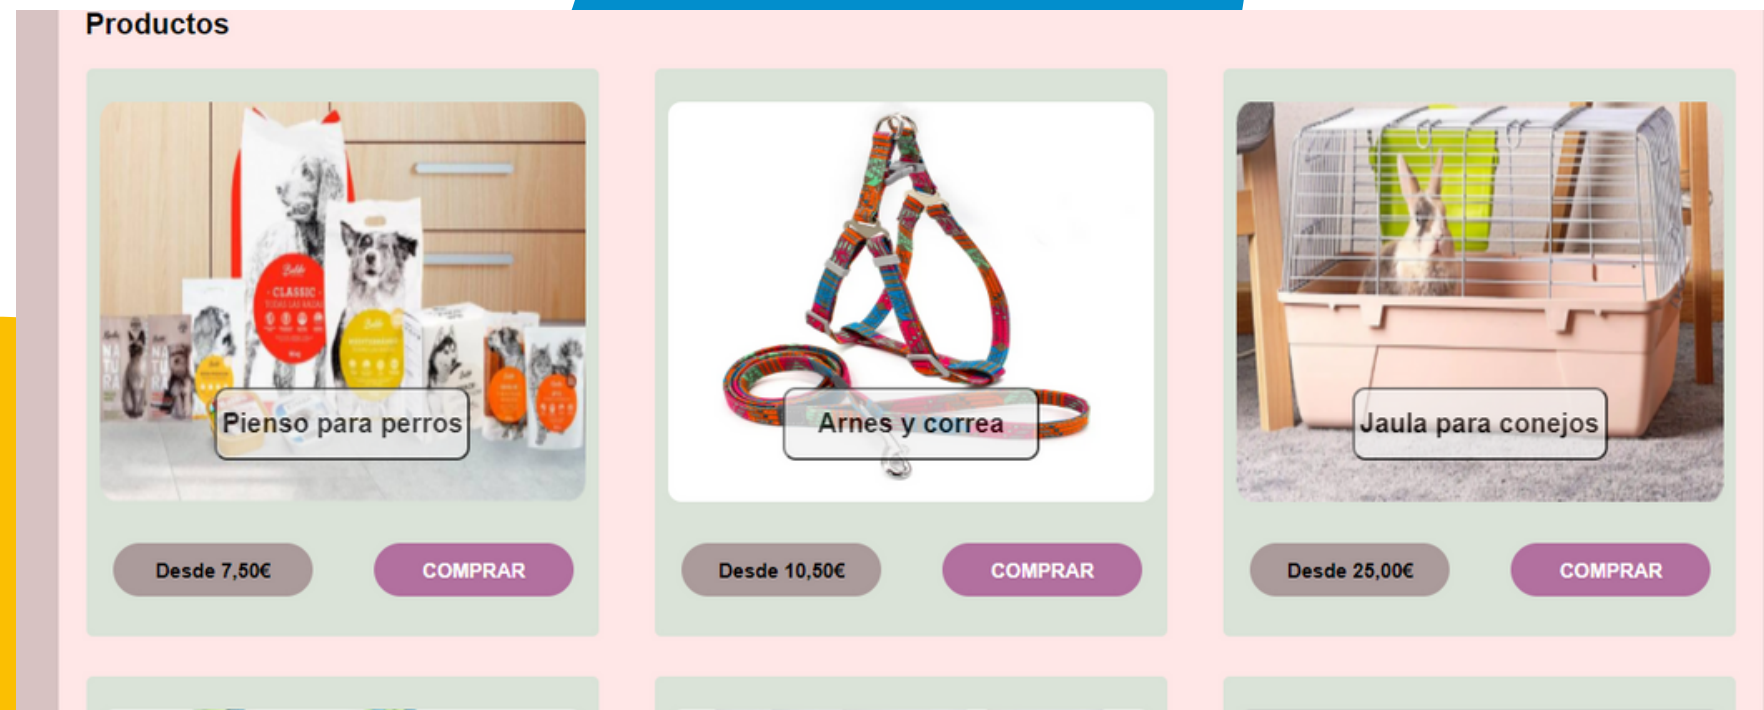 Productos
CLASSIC
Pienso para perros
Arnes y correa
Jaula para conejos
Desde 7,50€
COMPRAR
Desde 10,50€
COMPRAR
Desde 25,00€
COMPRAR